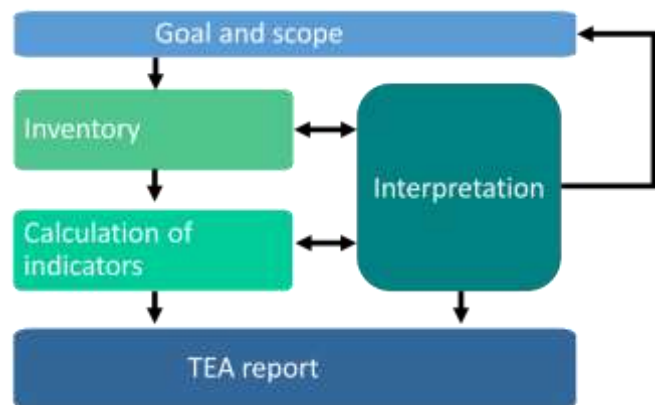 Goal and scope
Inventory
Interpretation
Calculation of
indicators
TEA report